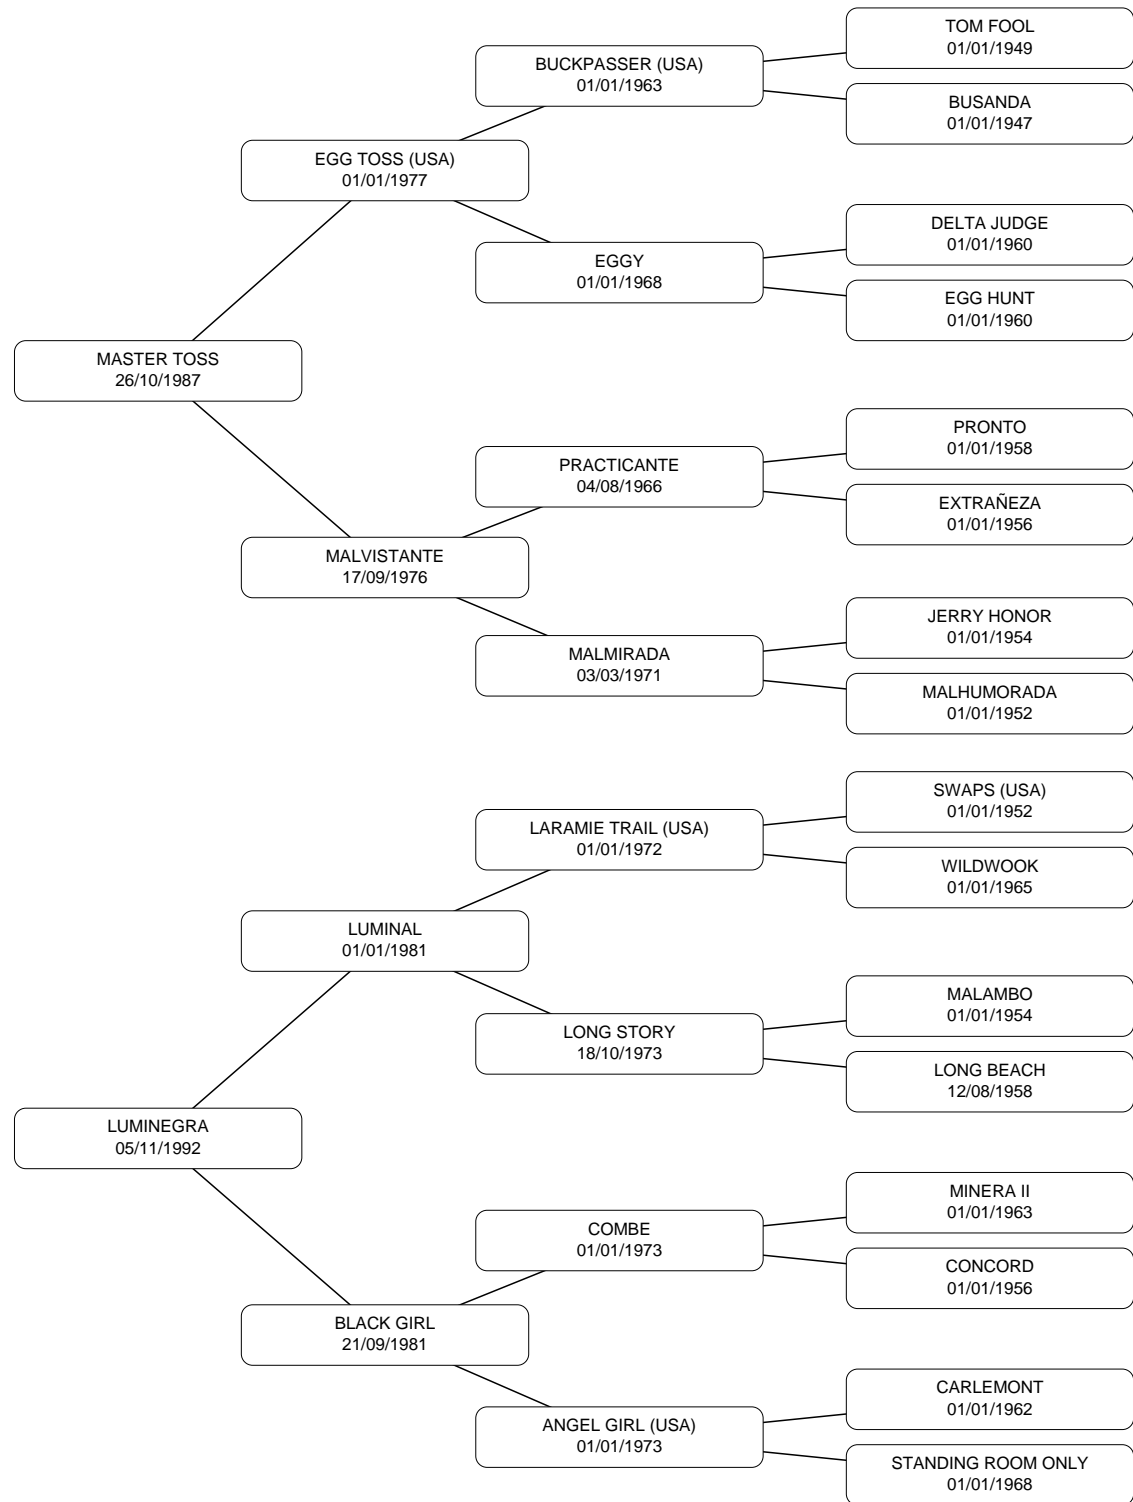 TOM FOOL
01/01/1949
BUCKPASSER (USA)
01/01/1963
BUSANDA
01/01/1947
EGG TOSS (USA)
01/01/1977
DELTA JUDGE
01/01/1960
EGGY
01/01/1968
EGG HUNT
01/01/1960
MASTER TOSS
26/10/1987
PRONTO
01/01/1958
PRACTICANTE
04/08/1966
EXTRAÑEZA
01/01/1956
MALVISTANTE
17/09/1976
JERRY HONOR
01/01/1954
MALMIRADA
03/03/1971
MALHUMORADA
01/01/1952
SWAPS (USA)
01/01/1952
LARAMIE TRAIL (USA)
01/01/1972
WILDWOOK
01/01/1965
LUMINAL
01/01/1981
MALAMBO
01/01/1954
LONG STORY
18/10/1973
LONG BEACH
12/08/1958
LUMINEGRA
05/11/1992
MINERA II
01/01/1963
COMBE
01/01/1973
CONCORD
01/01/1956
BLACK GIRL
21/09/1981
CARLEMONT
01/01/1962
ANGEL GIRL (USA)
01/01/1973
STANDING ROOM ONLY
01/01/1968